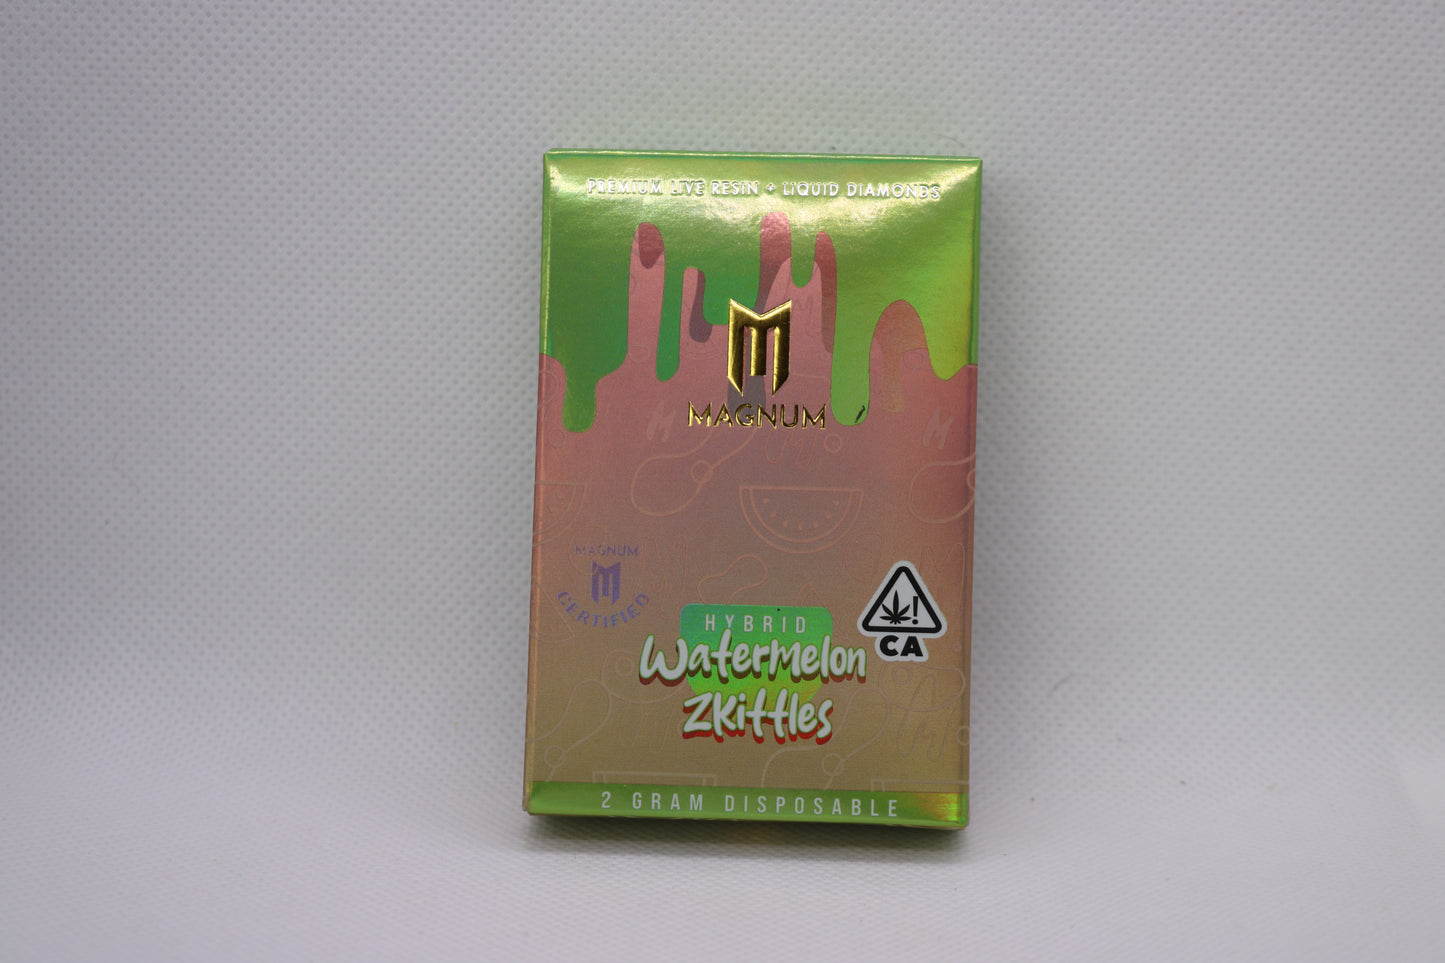 PREMIUM LIVE RESIN + LIQUID DIAMONDS
M
MAGNUM
MAGNUM
M
CERTIFIED
HYBRID
Watermelon
ZKittles
!
CA
2 GRAM DISPOSABLE